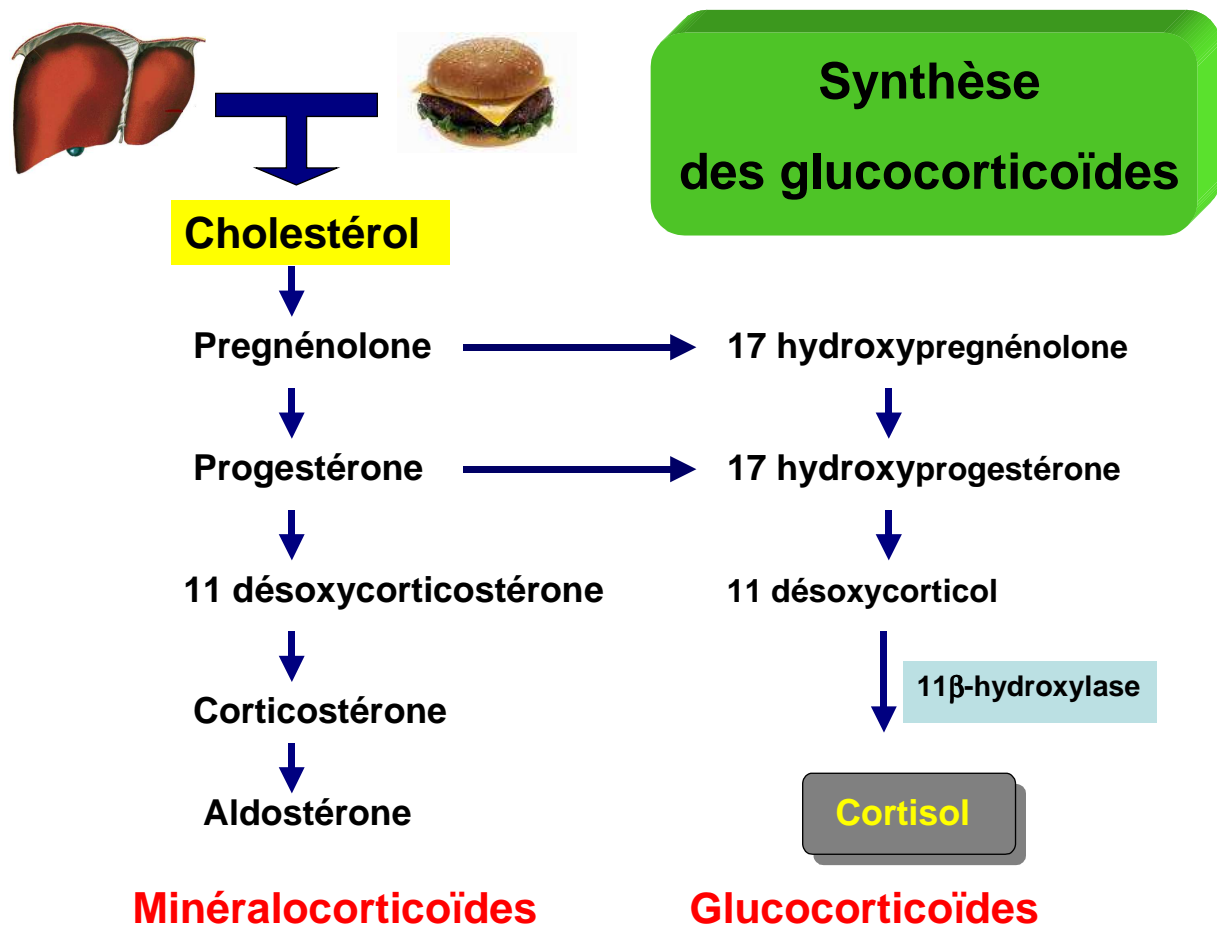 Synthèse
des glucocorticoïdes
Cholestérol
Pregnénolone
17 hydroxypregnénolone
Progestérone
17 hydroxyprogestérone
11 désoxycorticostérone
11 désoxycorticol
11β-hydroxylase
Corticostérone
Aldostérone
Cortisol
Minéralocorticoïdes
Glucocorticoïdes